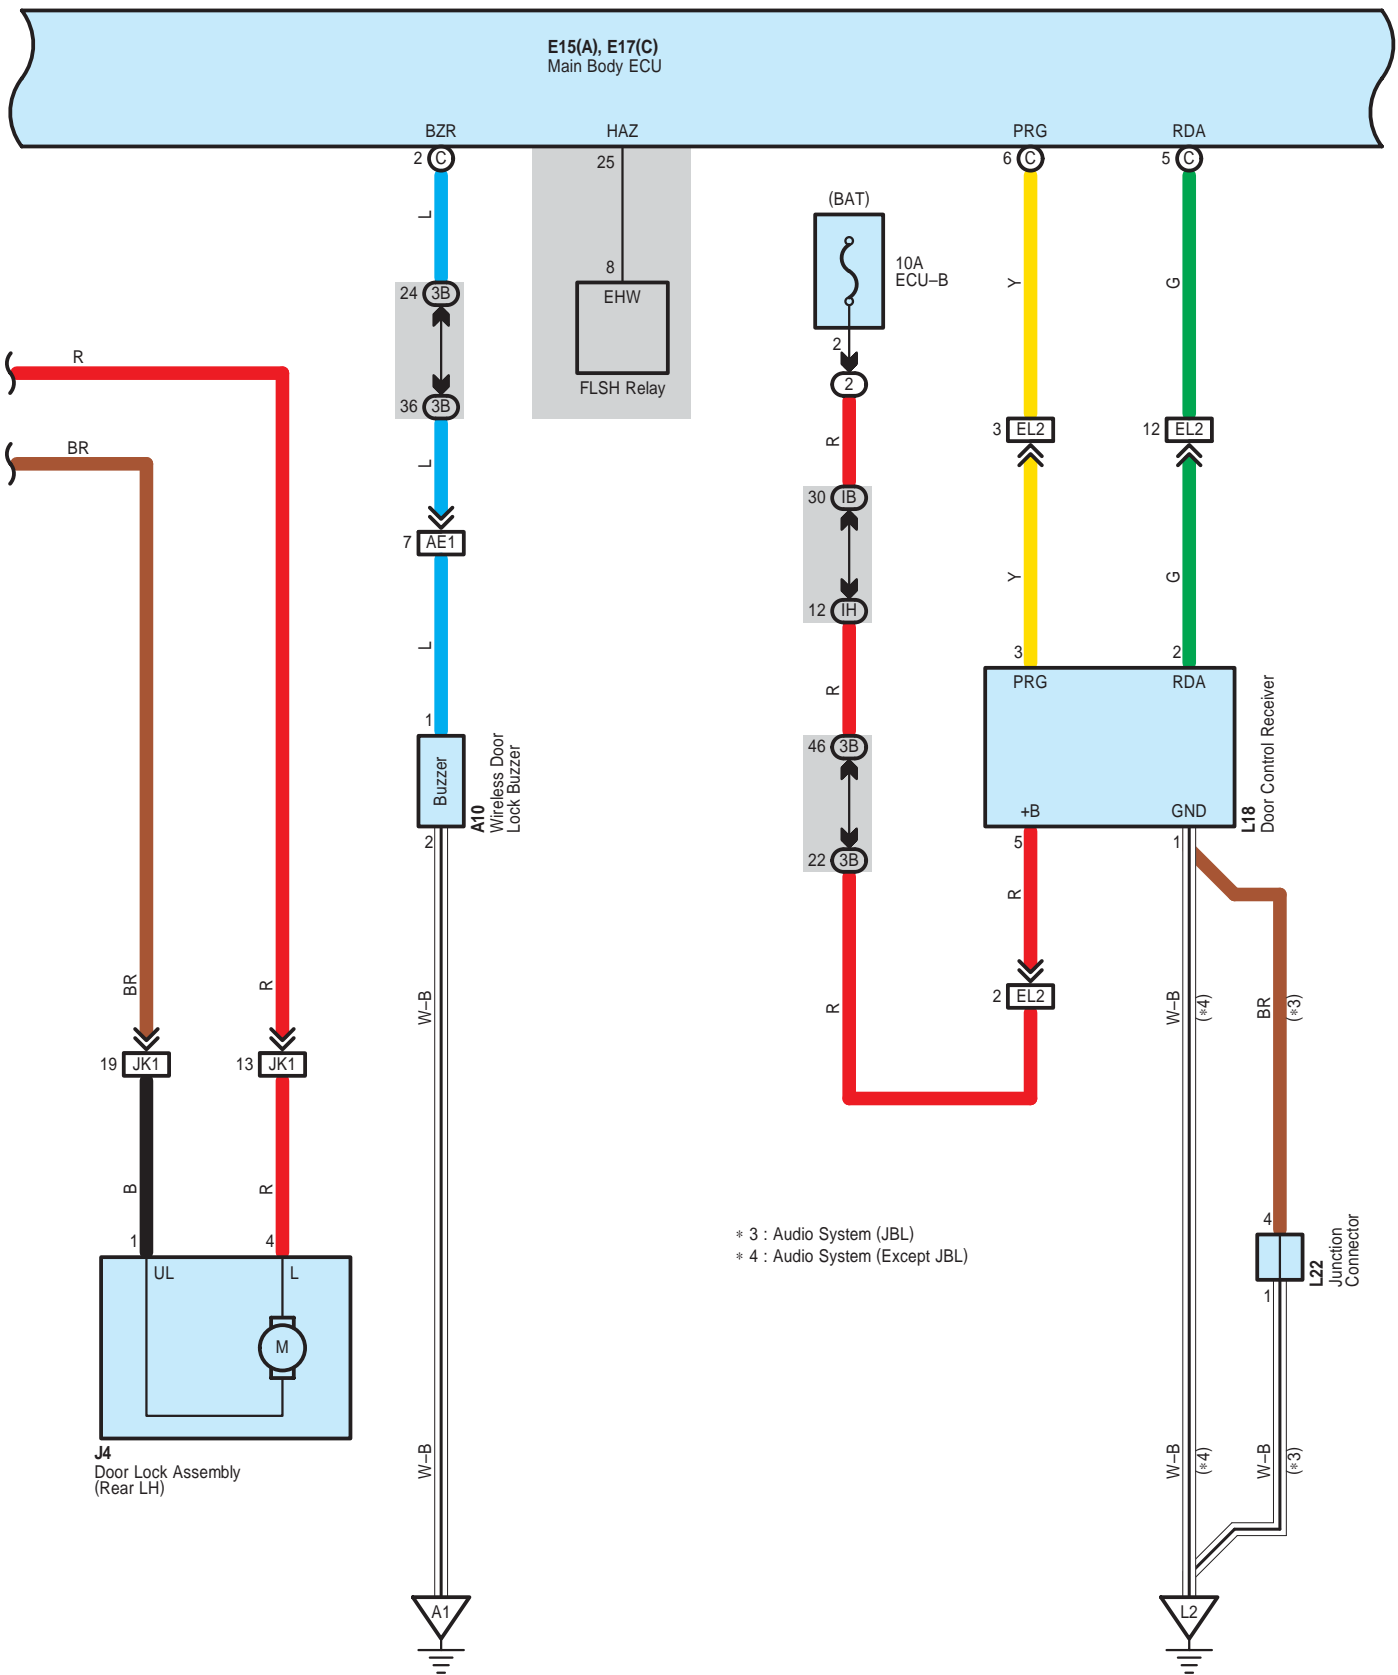 E15(A), E17(C)
Main Body ECU
BZR
HAZ
PRG
RDA
2 C
25
6 C
5 C
(BAT)
L
8
10A
ECU–B
Y
G
24 3B
EHW
2
R
36 3B
FLSH Relay
2
BR
L
R
3 EL2
12 EL2
30 IB
7 AE1
Y
G
12 IH
L
3
2
R
PRG
RDA
1
46 3B
Buzzer
A10
Wireless Door
Lock Buzzer
+B
GND
L18
Door Control Receiver
2
5
1
22 3B
R
BR
R
W–B
R
2 EL2
W–B
(*4)
BR
(*3)
19 JK1
13 JK1
B
R
1
4
* 3 : Audio System (JBL)
* 4 : Audio System (Except JBL)
4
L22
Junction
Connector
UL
L
1
M
J4
Door Lock Assembly
(Rear LH)
W–B
W–B
(*4)
W–B
(*3)
A1
L2